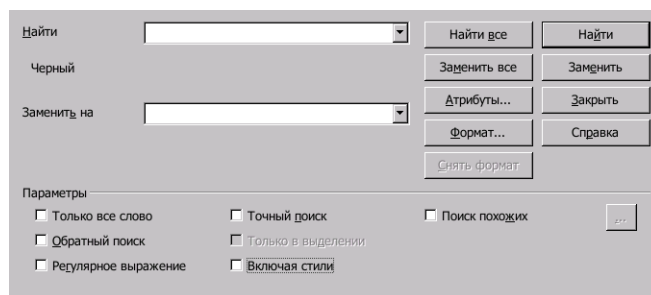 Найти
Найти все
Найти
Черный
Заменить все
Заменить
Заменить на
Атрибуты...
Закрыть
Формат...
Справка
Снять формат
Параметры
Только все слово
Точный поиск
Поиск похожих
...
Обратный поиск
Только в выделении
Регулярное выражение
Включая стили